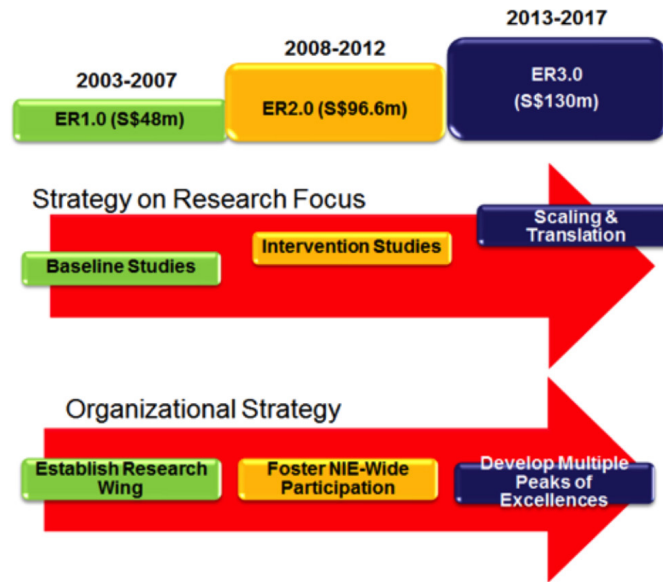 2003-2007
2008-2012
2013-2017
ER1.0 (S$48m)
ER2.0 (S$96.6m)
ER3.0
(S$130m)
Strategy on Research Focus
Baseline Studies
Intervention Studies
Scaling &
Translation
Organizational Strategy
Establish Research
Wing
Foster NIE-Wide
Participation
Develop Multiple
Peaks of
Excellences